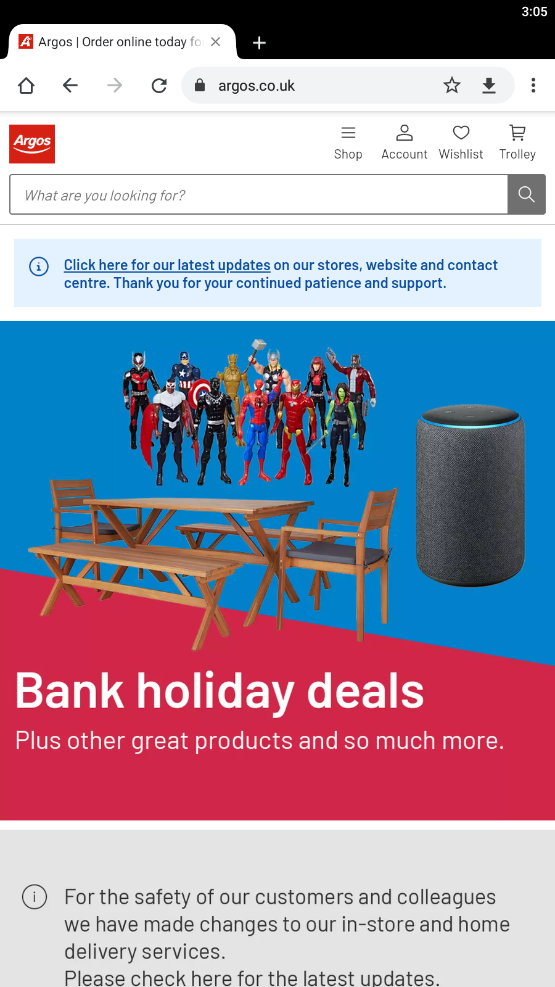 3:05
Argos | Order online today fo
argos.co.uk
Argos
Shop
Account
Wishlist
Trolley
What are you looking for?
Click here for our latest updates on our stores, website and contact
centre. Thank you for your continued patience and support.
Bank holiday deals
Plus other great products and so much more.
For the safety of our customers and colleagues
we have made changes to our in-store and home
delivery services.
Please check here for the latest updates.